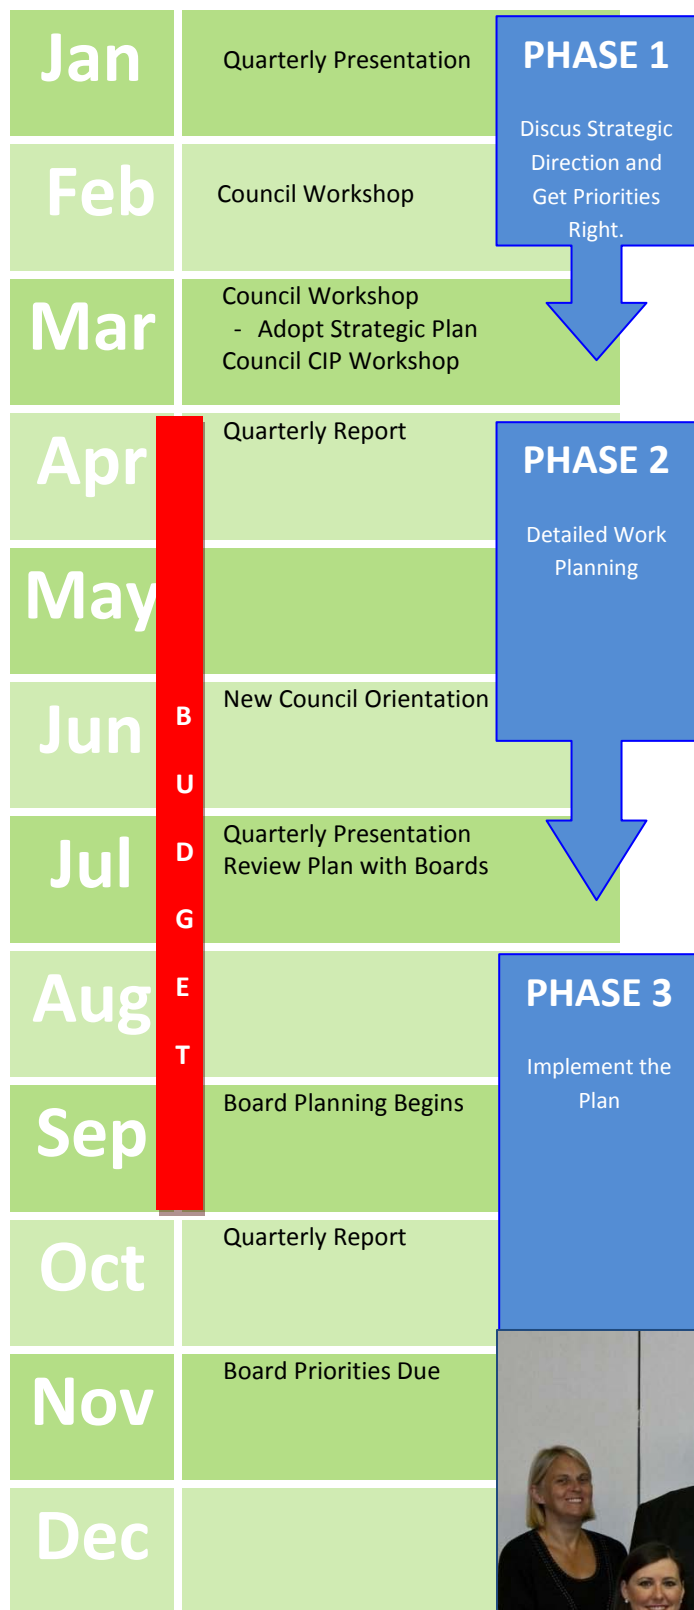 Jan
Quarterly Presentation
PHASE 1
Discus Strategic
Direction and
Get Priorities
Right.
Feb
Council Workshop
Mar
Council Workshop
- Adopt Strategic Plan
Council CIP Workshop
Apr
Quarterly Report
PHASE 2
Detailed Work
Planning
May
Jun
New Council Orientation
B
U
D
G
E
T
Jul
Quarterly Presentation
Review Plan with Boards
Aug
PHASE 3
Implement the
Plan
Sep
Board Planning Begins
Oct
Quarterly Report
Nov
Board Priorities Due
Dec